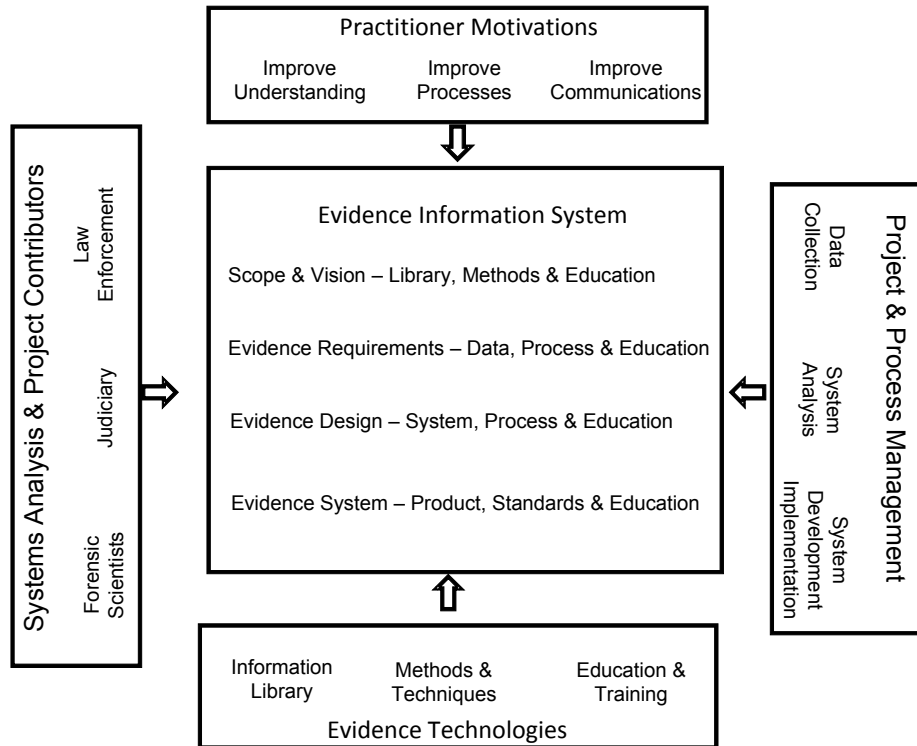 Practitioner Motivations
Improve
Understanding
Improve
Processes
Improve
Communications
Systems Analysis & Project Contributors
Law
Enforcement
Judiciary
Forensic
Scientists
Evidence Information System
Scope & Vision – Library, Methods & Education
Evidence Requirements – Data, Process & Education
Evidence Design – System, Process & Education
Evidence System – Product, Standards & Education
Project & Process Management
Data
Collection
System
Analysis
System
Development
Implementation
Information
Library
Methods &
Techniques
Education &
Training
Evidence Technologies